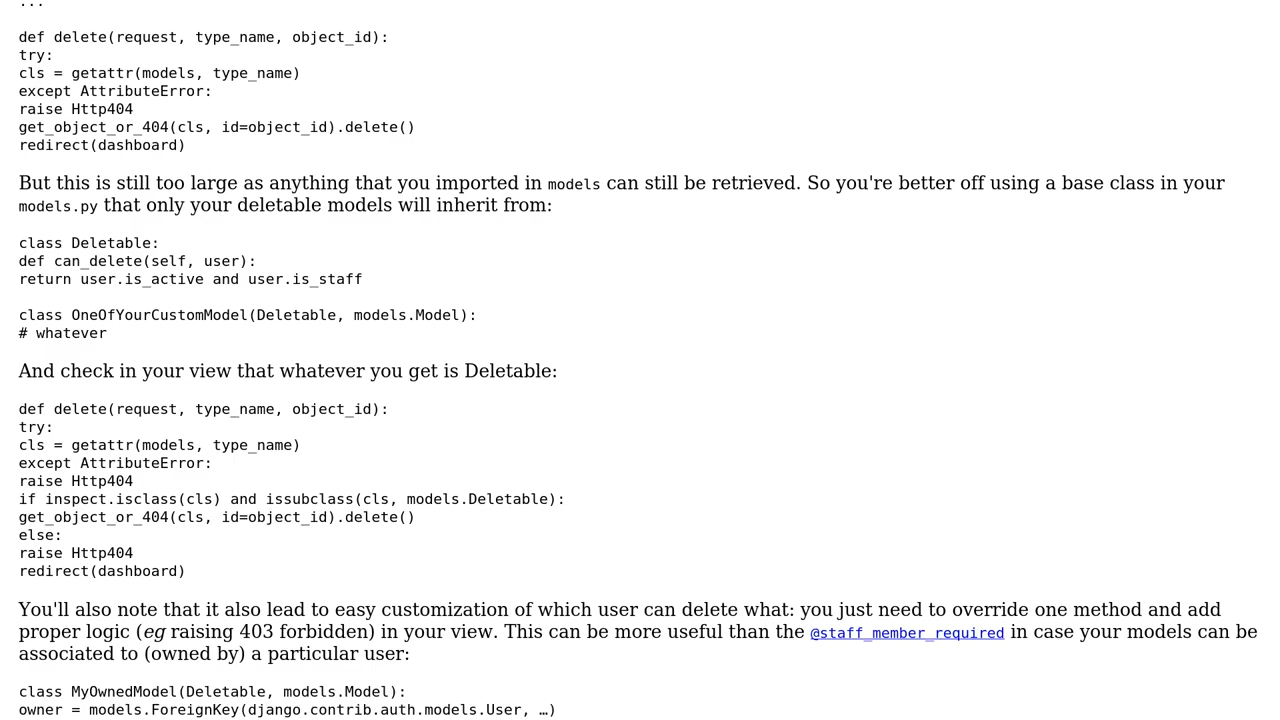 ...
def delete(request, type_name, object_id):
try:
cls = getattr(models, type_name)
except AttributeError:
raise Http404
get_object_or_404(cls, id=object_id).delete()
redirect(dashboard)
But this is still too large as anything that you imported in models can still be retrieved. So you're better off using a base class in your
models.py that only your deletable models will inherit from:
class Deletable:
def can_delete(self, user):
return user.is_active and user.is_staff
class OneOfYourCustomModel(Deletable, models.Model):
# whatever
And check in your view that whatever you get is Deletable:
def delete(request, type_name, object_id):
try:
cls = getattr(models, type_name)
except AttributeError:
raise Http404
if inspect.isclass(cls) and issubclass(cls, models.Deletable):
get_object_or_404(cls, id=object_id).delete()
else:
raise Http404
redirect(dashboard)
You'll also note that it also lead to easy customization of which user can delete what: you just need to override one method and add
proper logic (eg raising 403 forbidden) in your view. This can be more useful than the @staff_member_required in case your models can be
associated to (owned by) a particular user:
class MyOwnedModel(Deletable, models.Model):
owner = models.ForeignKey(django.contrib.auth.models.User, …)